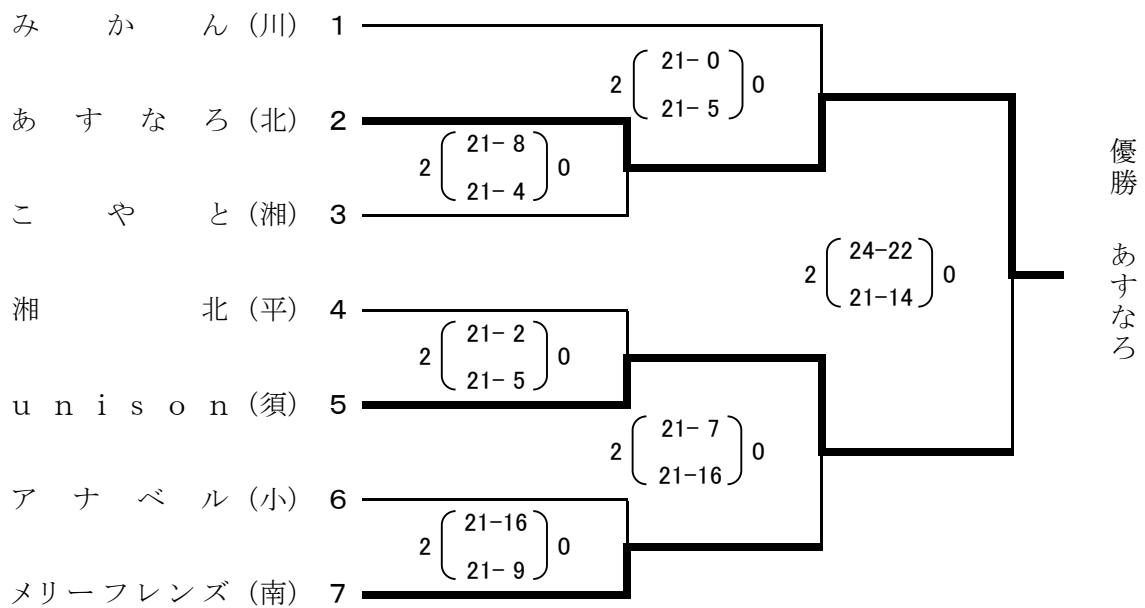 みかん（川） 1
21- 0
2 0
21- 5
あすなろ（北） 2
21- 8
2 0
21- 4
こやと（湘） 3
24-22
2 0
21-14
優勝 あすなろ
湘北（平） 4
21- 2
2 0
21- 5
unison（須） 5
21- 7
2 0
21-16
アナベル（小） 6
21-16
2 0
21- 9
メリーフレンズ（南） 7